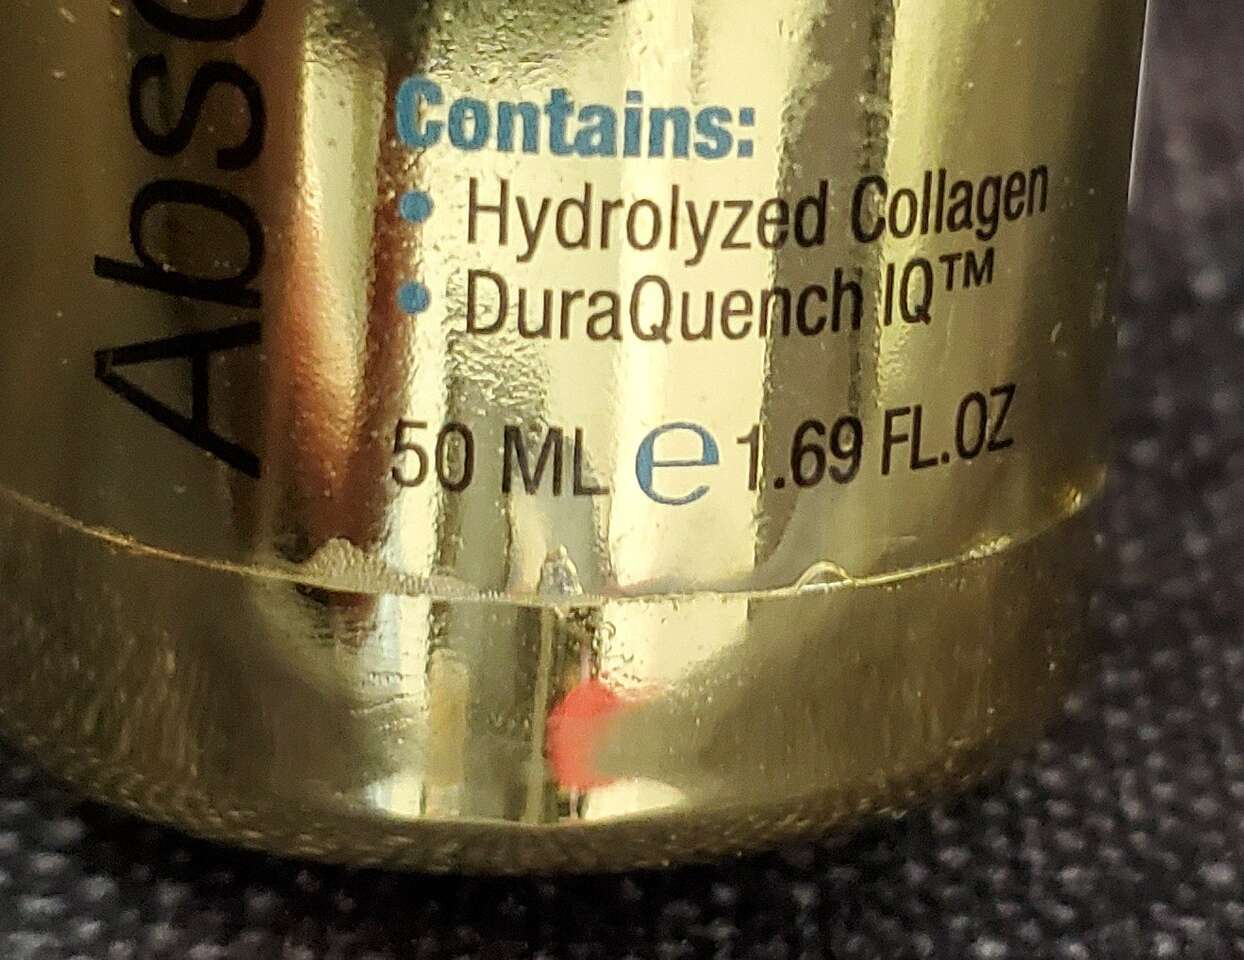 Contains:
• Hydrolyzed Collagen
• DuraQuench IQ™
50 ML ℮ 1.69 FL.OZ